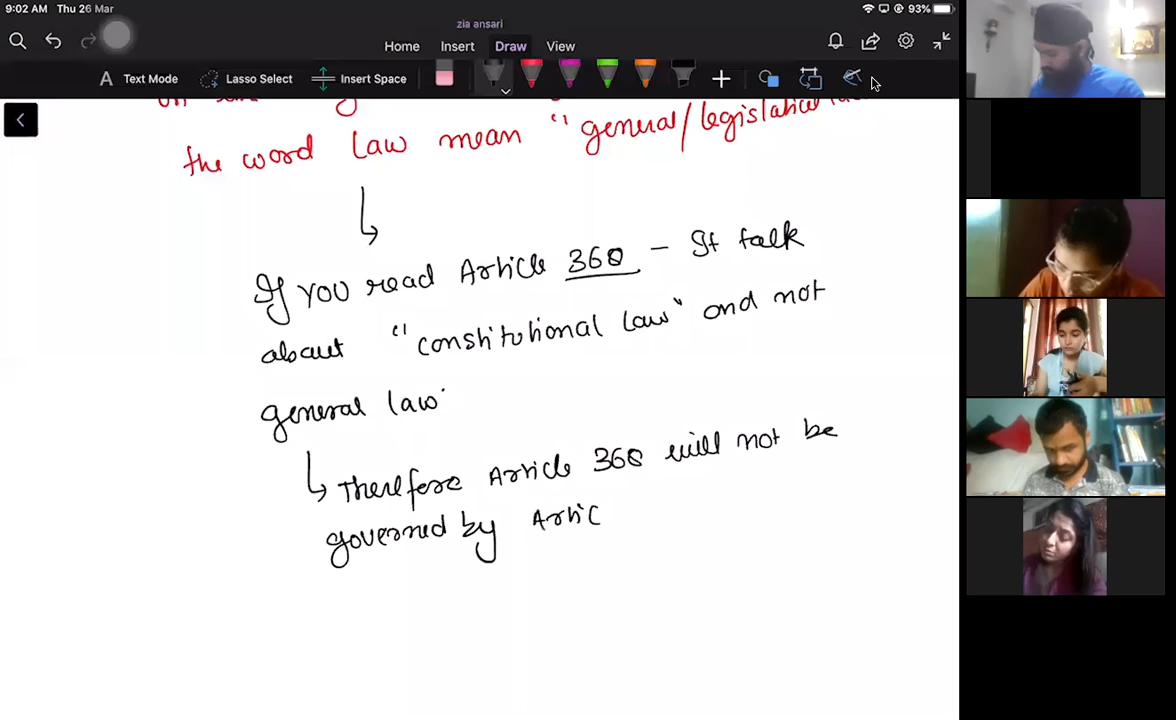 9:02 AM Thu 26 Mar
93%
zia ansari
Home Insert Draw View
A Text Mode Lasso Select Insert Space
the word law mean "general/legislative
↳
If you read Article 368 - It talk
about "constitutional law" and not
general law.
↳ Therefore Article 368 will not be
governed by Artic